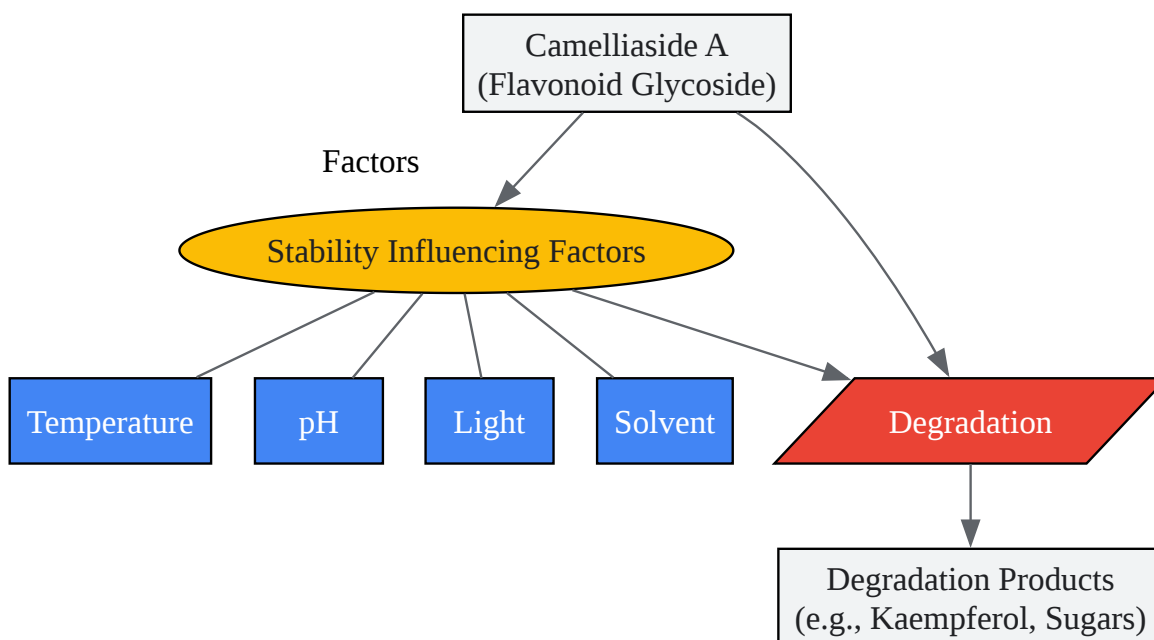 Camelliaside A
(Flavonoid Glycoside)
Factors
Stability Influencing Factors
Temperature
pH
Light
Solvent
Degradation
Degradation Products
(e.g., Kaempferol, Sugars)